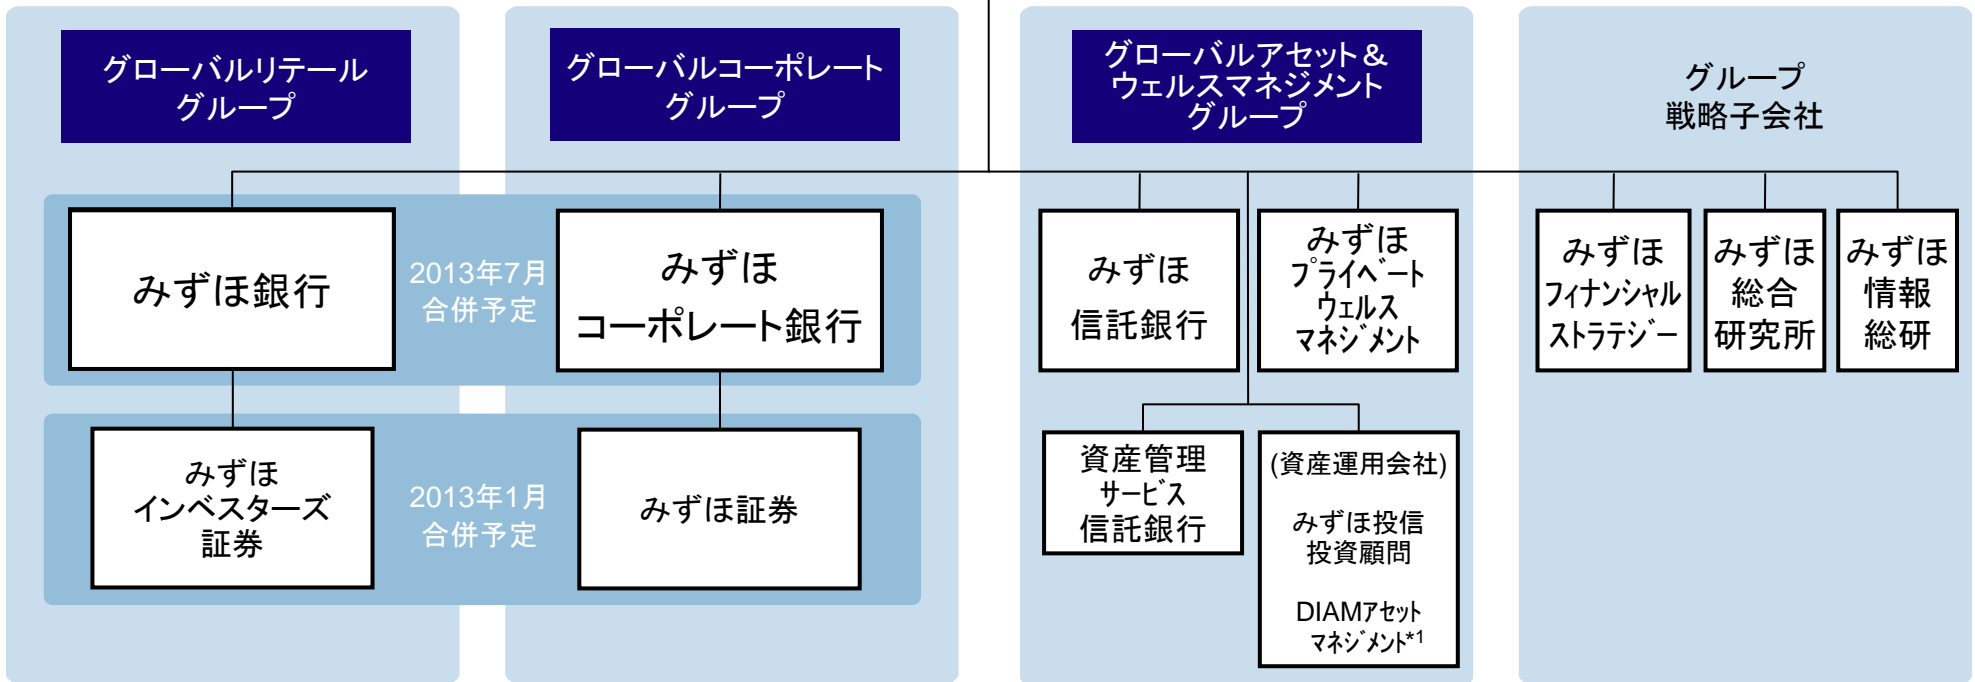 グローバルリテール
グループ
グローバルコーポレート
グループ
グローバルアセット＆
ウェルスマネジメント
グループ
グループ
戦略子会社
みずほ銀行
2013年7月
合併予定
みずほ
コーポレート銀行
みずほ
信託銀行
みずほ
プライベート
ウェルス
マネジメント
みずほ
フィナンシャル
ストラテジー
みずほ
総合
研究所
みずほ
情報
総研
みずほ
インベスターズ
証券
2013年1月
合併予定
みずほ証券
資産管理
サービス
信託銀行
(資産運用会社)
みずほ投信
投資顧問
DIAMアセット
マネジメント*1